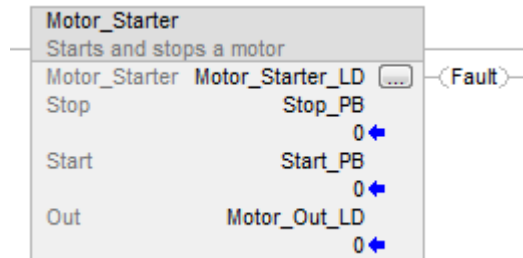 Motor_Starter
Starts and stops a motor
Motor_Starter Motor_Starter_LD ... Fault
Stop Stop_PB
0
Start Start_PB
0
Out Motor_Out_LD
0